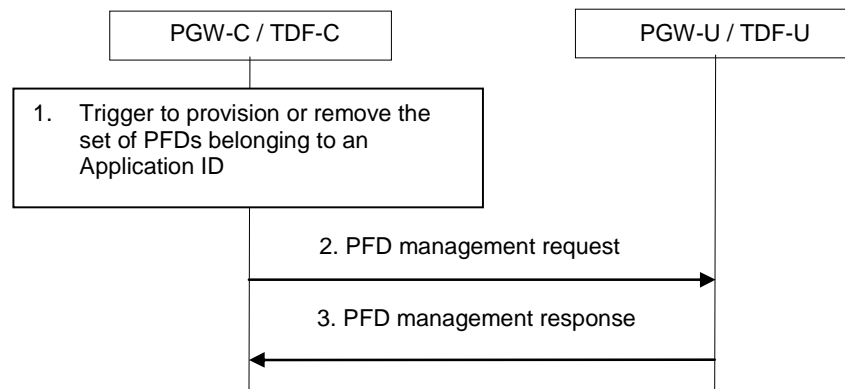 PGW-C / TDF-C
PGW-U / TDF-U
1. Trigger to provision or remove the
set of PFDs belonging to an
Application ID
2. PFD management request
3. PFD management response